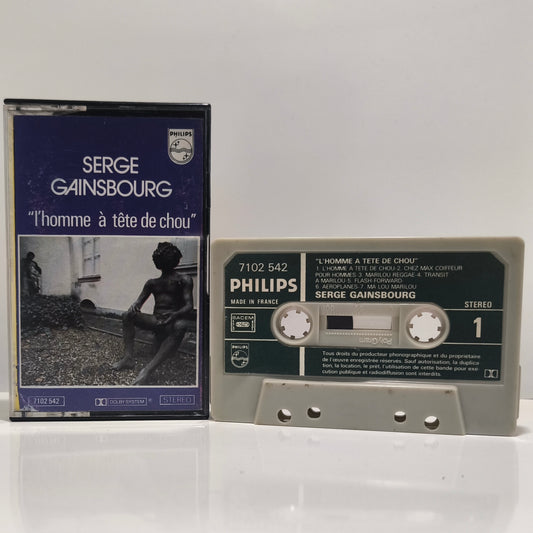 PHILIPS
SERGE
GAINSBOURG
"l'homme à tête de chou"
7102 542
DOLBY SYSTEM ®
STEREO
7102 542
PHILIPS
MADE IN FRANCE
"L'HOMME A TETE DE CHOU"
1. L'HOMME A TETE DE CHOU-2. CHEZ MAX COIFFEUR
POUR HOMMES-3. MARILOU REGGAE-4. TRANSIT
A MARILOU-5. FLASH-FORWARD
6. AEROPLANES-7. MA LOU MARILOU
SERGE GAINSBOURG
STEREO
1
SACEM
PHILIPS
PolyGram
Tous droits du producteur phonographique et du propriétaire
de l'œuvre enregistrée réservés. Sauf autorisation, la duplica-
tion, la location, le prêt, l'utilisation de cette bande pour exé-
cution publique et radiodiffusion sont interdits.